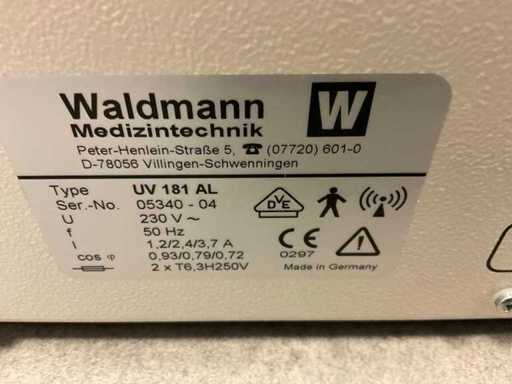 Waldmann W
Medizintechnik
Peter-Henlein-Straße 5, ☎ (07720) 601-0
D-78056 Villingen-Schwenningen
Type UV 181 AL
Ser.-No. 05340 - 04
U 230 V ~
f 50 Hz
I 1,2/2,4/3,7 A
cos φ 0,93/0,79/0,72
2 x T6,3H250V
DVE
CE
0297
Made in Germany